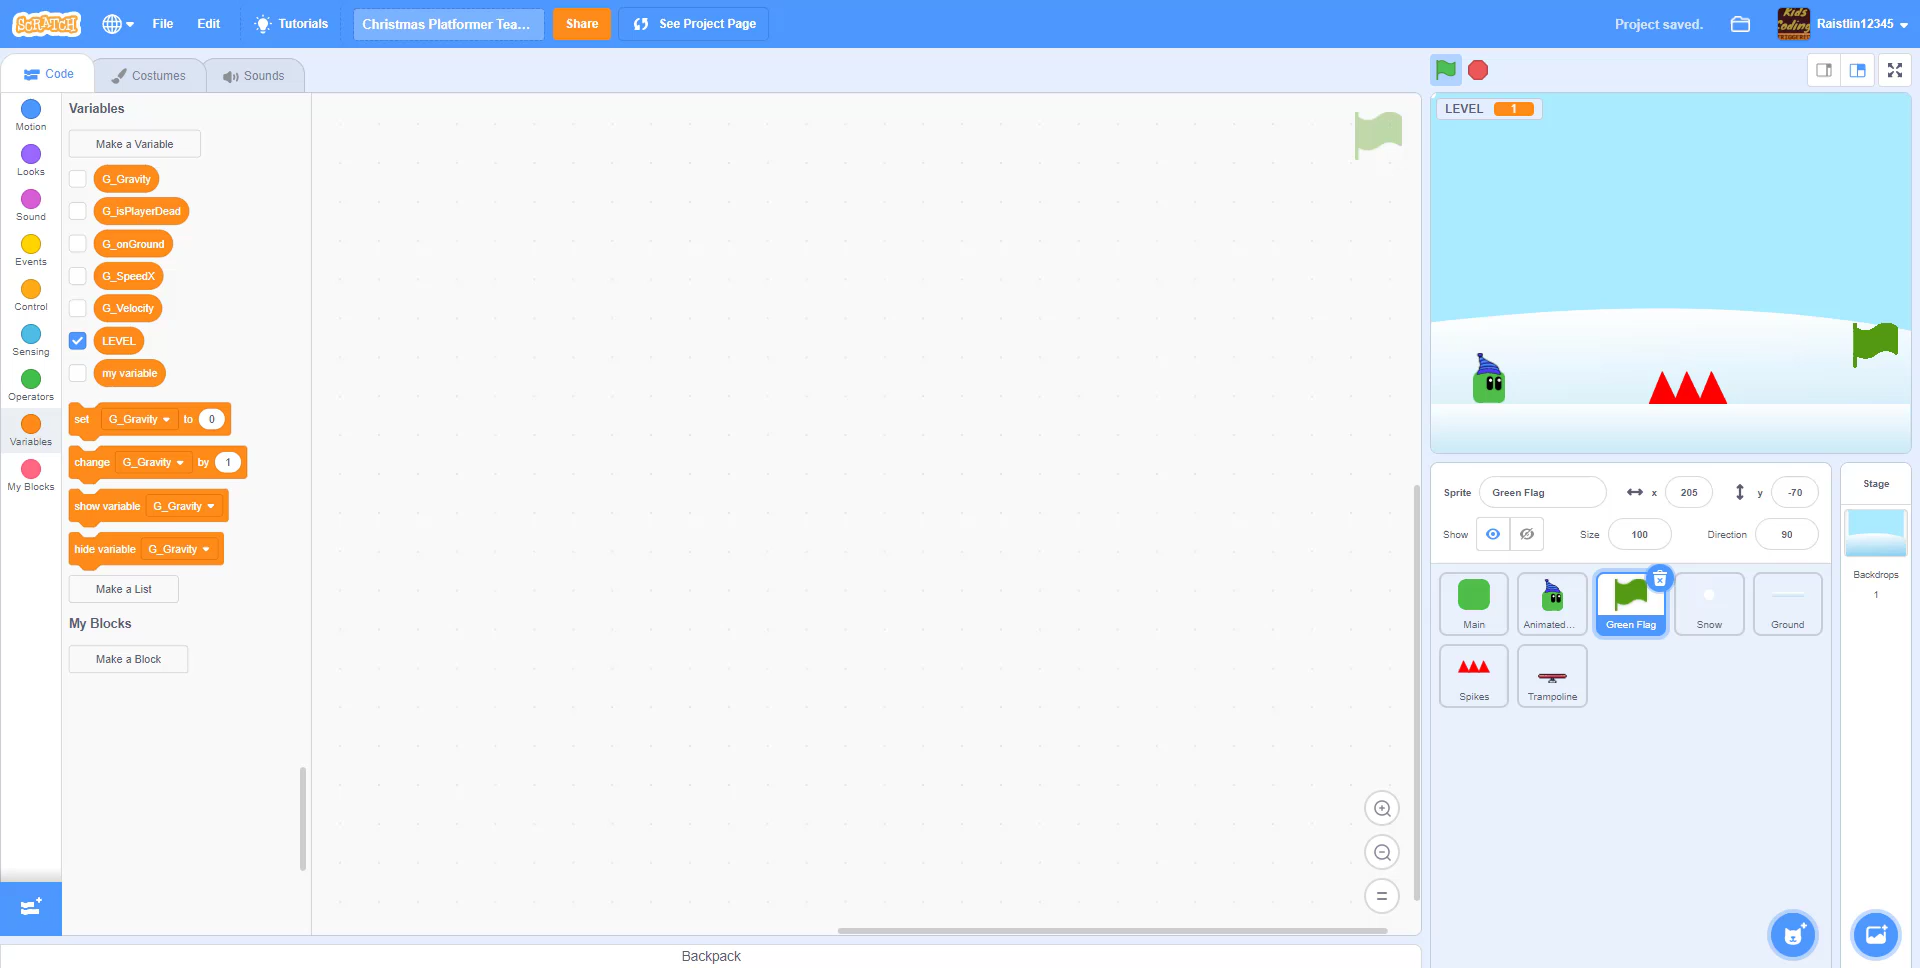 SCRATCH
File
Edit
Tutorials
Christmas Platformer Tea...
Share
See Project Page
Project saved.
Raistlin12345
Code
Costumes
Sounds
Motion
Looks
Sound
Events
Control
Sensing
Operators
Variables
My Blocks
Variables
Make a Variable
G_Gravity
G_isPlayerDead
G_onGround
G_SpeedX
G_Velocity
LEVEL
my variable
set G_Gravity to 0
change G_Gravity by 1
show variable G_Gravity
hide variable G_Gravity
Make a List
My Blocks
Make a Block
Backpack
LEVEL 1
Sprite Green Flag x 205 y -70
Show Size 100 Direction 90
Main
Animated...
Green Flag
Snow
Ground
Spikes
Trampoline
Stage
Backdrops
1